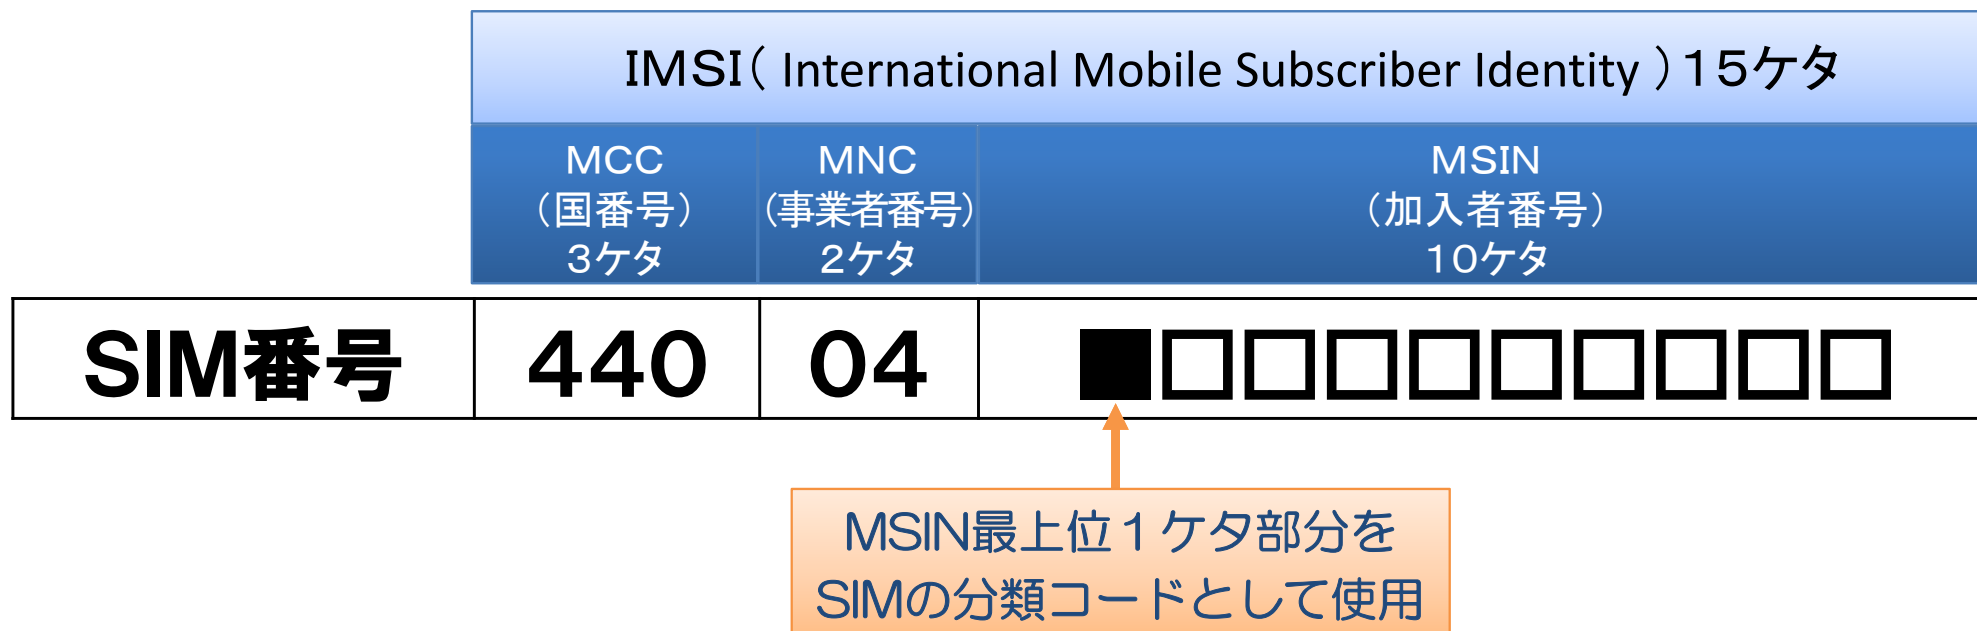 IMSI( International Mobile Subscriber Identity )15ケタ
MCC
(国番号)
3ケタ
MNC
(事業者番号)
2ケタ
MSIN
(加入者番号)
10ケタ
SIM番号 440 04 ■□□□□□□□□□
MSIN最上位1ケタ部分を
SIMの分類コードとして使用